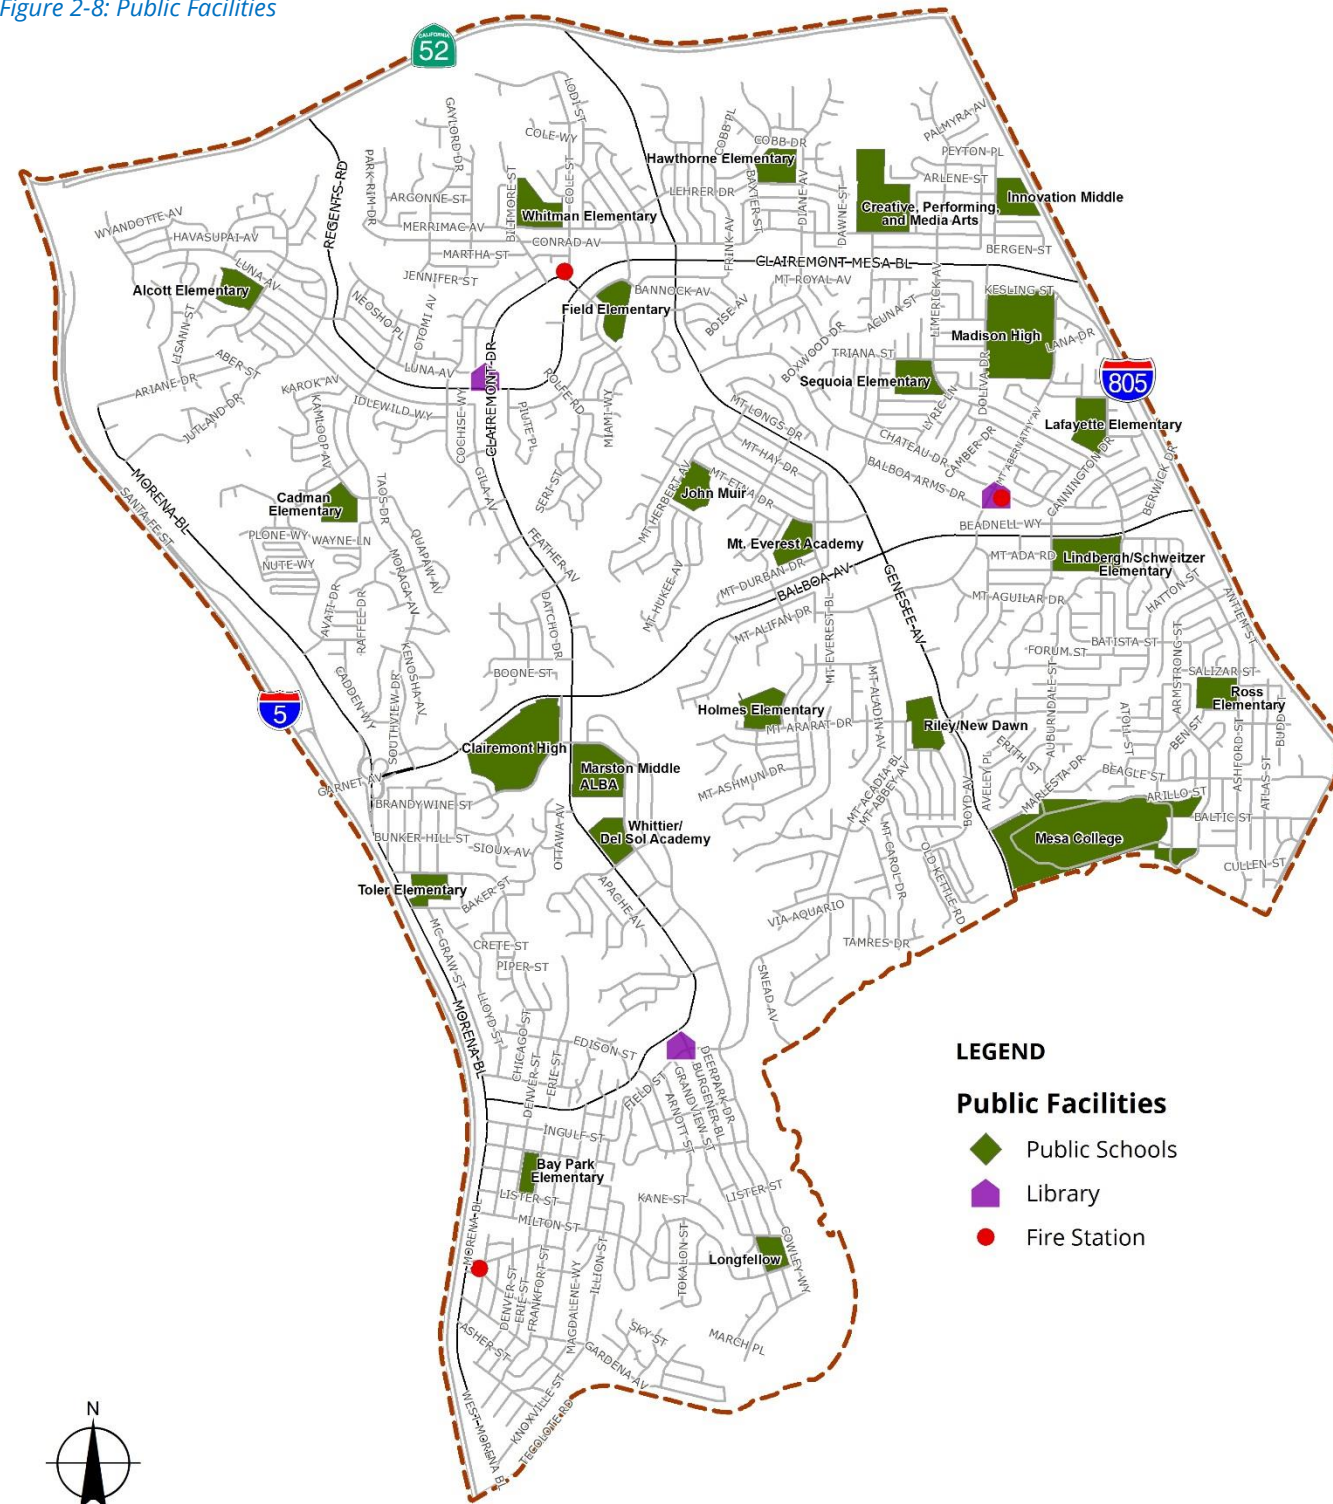 Figure 2-8: Public Facilities
CALIFORNIA
52
LODI ST
GAYLORD DR
COLE WY
COBB PL
COBB DR
PALMYRA AV
PEYTON PL
REGENTS RD
PARK RIM DR
ARGONNE ST
BILTMORE ST
COLE ST
Hawthorne Elementary
LEHRER DR
BAXTER ST
DIANE AV
DAWNE ST
ARLENE ST
Innovation Middle
Whitman Elementary
Creative, Performing,
and Media Arts
WYANDOTTE AV
HAVASUPAI AV
MERRIMAC AV
MARTHA ST
CONRAD AV
FRINK AV
BERGEN ST
CLAIREMONT MESA BL
LUNA AV
JENNIFER ST
MT ROYAL AV
Alcott Elementary
BANNOCK AV
KESLING ST
Field Elementary
NEOSHO PL
OTOMI AV
BOISE AV
ACUNA ST
LIMERICK AV
Madison High
LANA DR
LISANN ST
ABER ST
LUNA AV
CLAIREMONT DR
BOXWOOD DR
TRIANA ST
Sequoia Elementary
DOLIVA DR
805
ARIANE DR
KAROK AV
IDLEWILD WY
ROLFE RD
MIAMI WY
PIUTE PL
COCHISE WY
MT LONGS DR
LYRIC LN
Lafayette Elementary
JUTLAND DR
KAMLOOP AV
MT HAY DR
CHATEAU DR
CAMBER DR
MT ABERNATHY AV
MORENA BL
SANTA FE ST
TAOS DR
GILA AV
SERI ST
MT HERBERT AV
MT ETNA DR
BALBOA ARMS DR
CANNINGTON DR
BERWICK DR
Cadman
Elementary
John Muir
PLONE WY
WAYNE LN
NUTE WY
QUAPAW AV
MORAGA AV
FEATHER AV
Mt. Everest Academy
BEADNELL WY
MT ADA RD
Lindbergh/Schweitzer
Elementary
AVATI DR
RAFFEE DR
DATCHO DR
MT HUKEE AV
MT DURBAN DR
BALBOA AV
GENESEE AV
MT AGUILAR DR
HATTON ST
ANTIEM ST
MT ALIFAN DR
MT EVEREST BL
FORUM ST
BATISTA ST
ARMSTRONG ST
CADDEN WY
SOUTHVIEW DR
KENOSHA AV
BOONE ST
MT ALADIN AV
AUBURNDALE ST
SALIZAR ST
Ross
Elementary
5
Holmes Elementary
MT ARARAT DR
Riley/New Dawn
ATOLL ST
BEN ST
ASHFORD ST
BUDD ST
Clairemont High
Marston Middle
ALBA
ERITH ST
GARNET AV
MT ASHMUN DR
MT ACADIA BL
MT ABBEY AV
BOYD AV
AVELEY PL
MARLESTA DR
BEAGLE ST
ARILLO ST
ATLAS ST
BRANDYWINE ST
BUNKER HILL ST
SIOUX AV
OTTAWA AV
Whittier/
Del Sol Academy
MT CAROL DR
OLD KETTLE RD
Mesa College
BALTIC ST
CULLEN ST
Toler Elementary
BAKER ST
APACHE AV
VIA AQUARIO
MC GRAW ST
CRETE ST
PIPER ST
TAMRES DR
SNEAD AV
LLOYD ST
MORENA BL
CHICAGO ST
DENVER ST
ERIE ST
EDISON ST
FIELD ST
DEERPARK DR
BURGENER BL
GRANDVIEW ST
ARNOTT ST
INGULF ST
Bay Park
Elementary
LISTER ST
KANE ST
LISTER ST
MILTON ST
MORENA BL
COWLEY WY
TOKALON ST
Longfellow
DENVER ST
ERIE ST
FRANKFORT ST
MAGDALENE WY
ILLION ST
ASHER ST
SKY ST
MARCH PL
GARDENA AV
WEST MORENA BL
KNOXVILLE ST
TECOLOTE RD
LEGEND
Public Facilities
Public Schools
Library
Fire Station
N